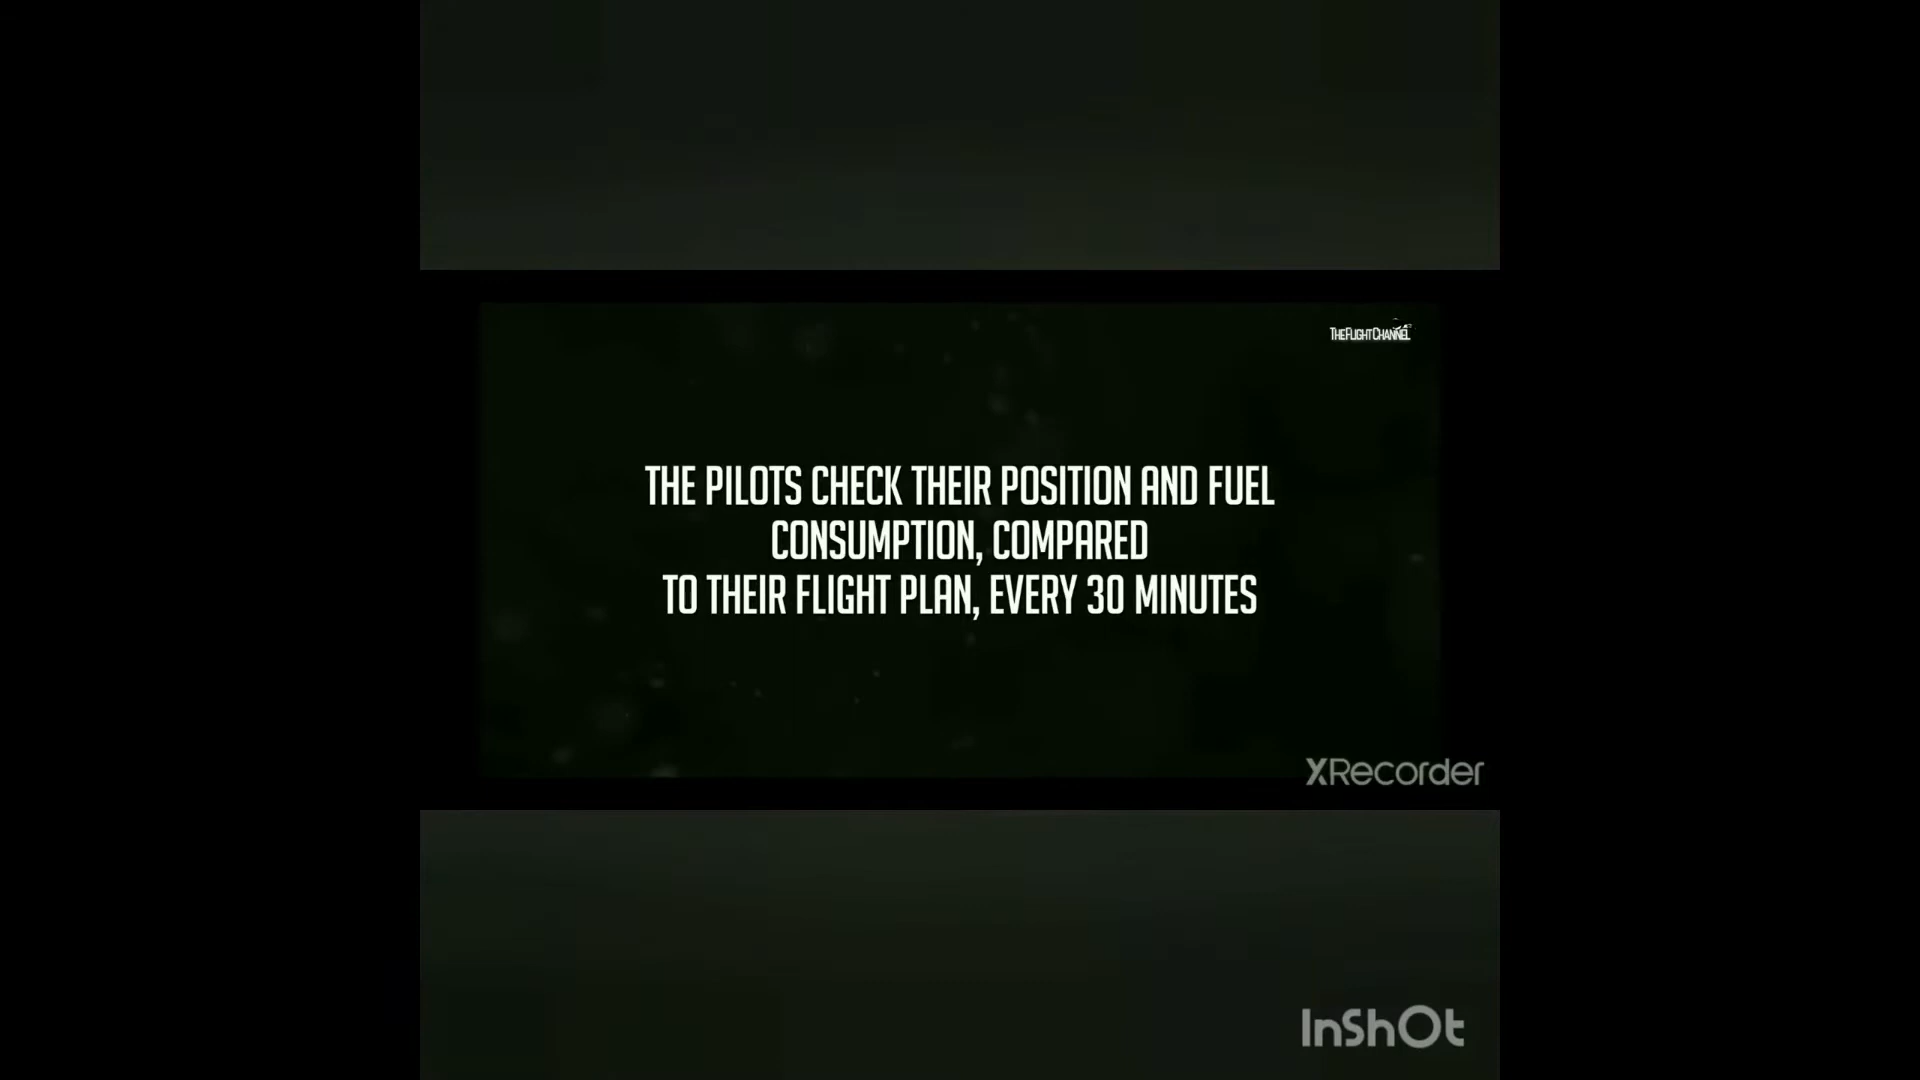 THEFLIGHTCHANNEL
THE PILOTS CHECK THEIR POSITION AND FUEL
CONSUMPTION, COMPARED
TO THEIR FLIGHT PLAN, EVERY 30 MINUTES
XRecorder
InShOt